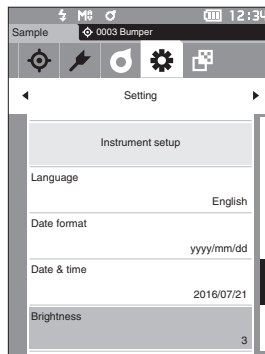 M 12:34
Sample 0003 Bumper
Setting
Instrument setup
Language
English
Date format
yyyy/mm/dd
Date & time
2016/07/21
Brightness
3